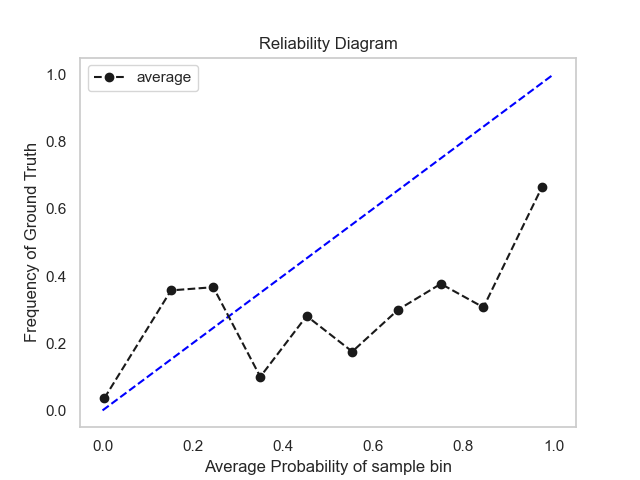 Reliability Diagram
average
Frequency of Ground Truth
1.0
0.8
0.6
0.4
0.2
0.0
0.0 0.2 0.4 0.6 0.8 1.0
Average Probability of sample bin